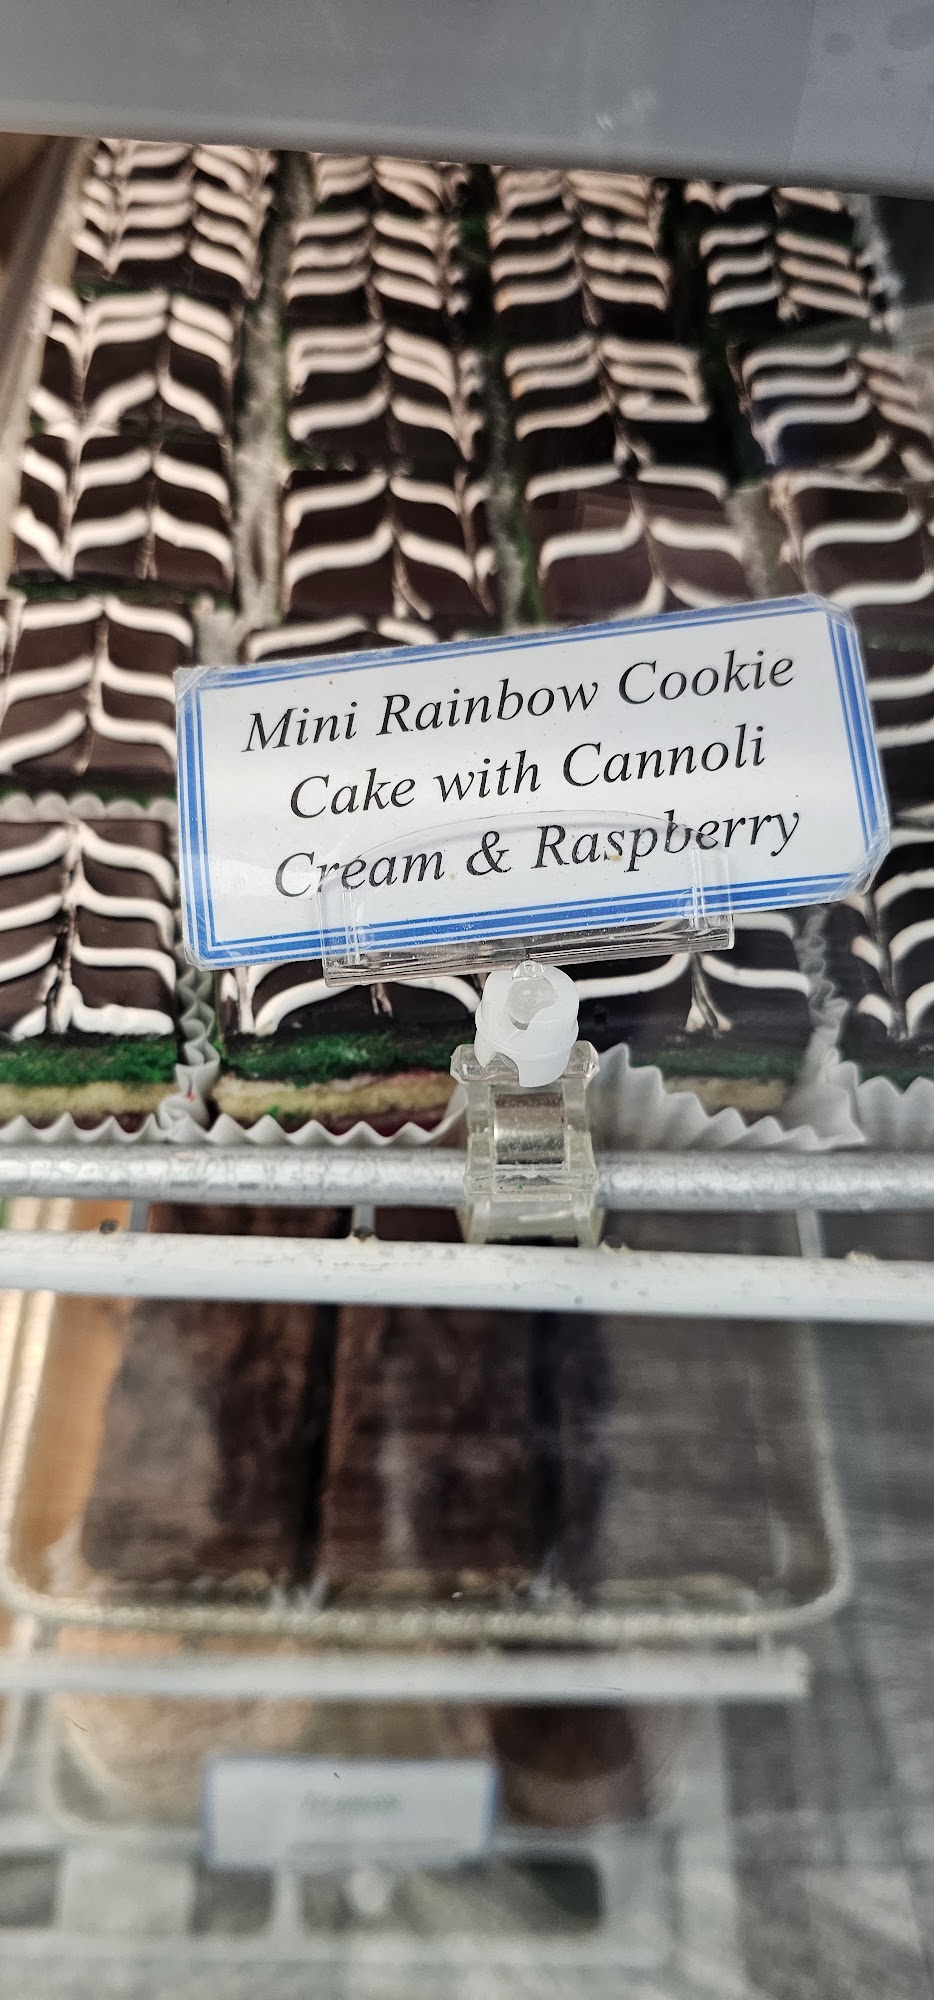 Mini Rainbow Cookie
Cake with Cannoli
Cream & Raspberry